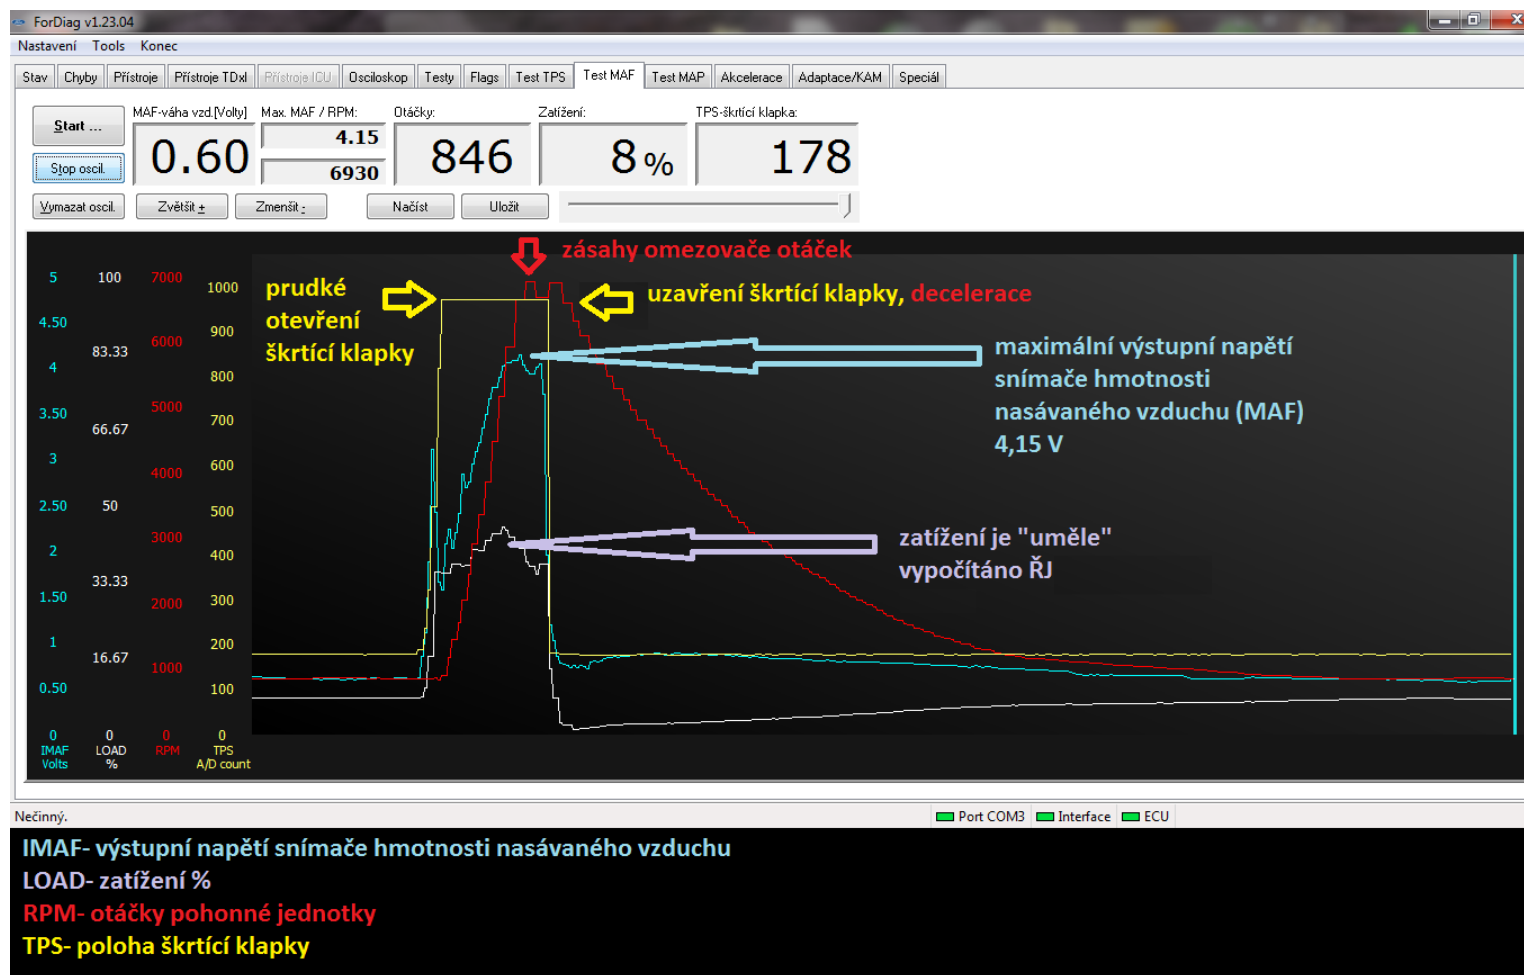 ForDiag v1.23.04
Nastavení Tools Konec
Stav Chyby Přístroje Přístroje TDxI Přístroje ICU Osciloskop Testy Flags Test TPS Test MAF Test MAP Akcelerace Adaptace/KAM Speciál
Start ...
Stop oscil.
Vymazat oscil.
MAF-váha vzd.[Volty]
0.60
Max. MAF / RPM:
4.15
6930
Otáčky:
846
Zatížení:
8 %
TPS-škrtící klapka:
178
Zvětšit + Zmenšit - Načíst Uložit
zásahy omezovače otáček
prudké
otevření
škrtící klapky
uzavření škrtící klapky, decelerace
maximální výstupní napětí
snímače hmotnosti
nasávaného vzduchu (MAF)
4,15 V
zatížení je "uměle"
vypočítáno ŘJ
5
4.50
4
3.50
3
2.50
2
1.50
1
0.50
0
IMAF
Volts
100
83.33
66.67
50
33.33
16.67
0
LOAD
%
7000
6000
5000
4000
3000
2000
1000
0
RPM
1000
900
800
700
600
500
400
300
200
100
0
TPS
A/D count
Nečinný.
Port COM3 Interface ECU
IMAF- výstupní napětí snímače hmotnosti nasávaného vzduchu
LOAD- zatížení %
RPM- otáčky pohonné jednotky
TPS- poloha škrtící klapky